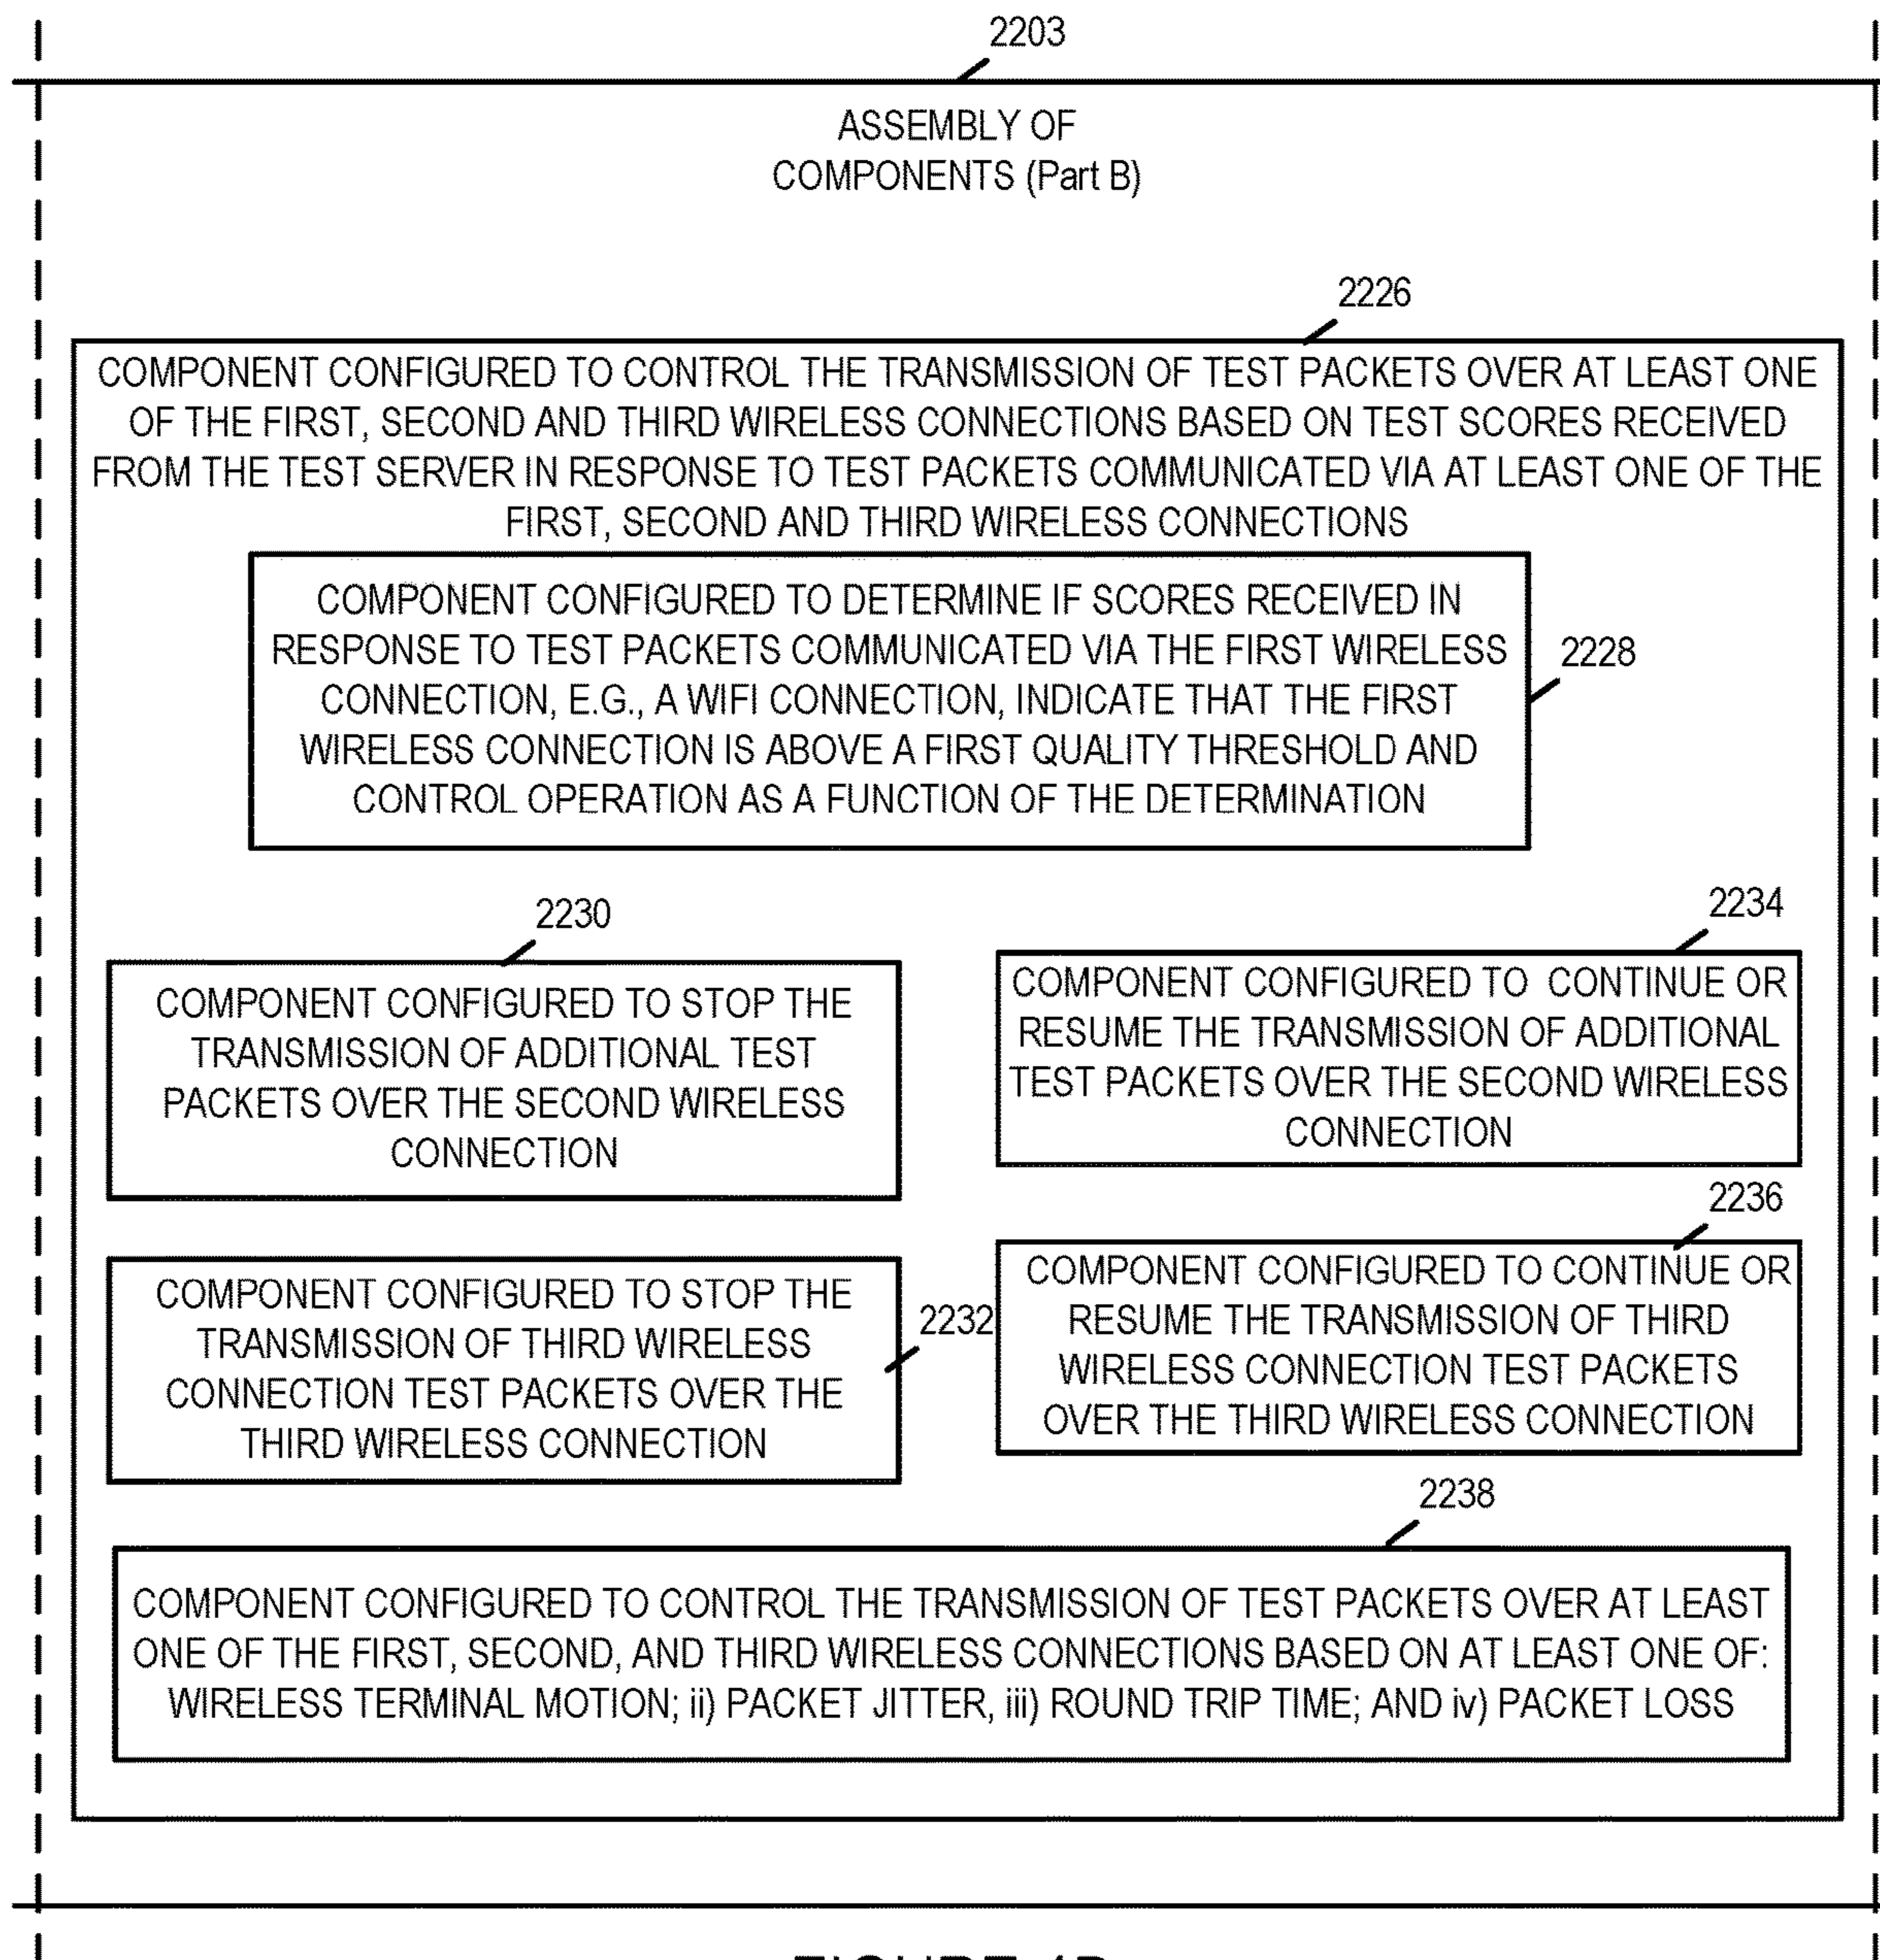 2203
ASSEMBLY OF
COMPONENTS (Part B)
2226
COMPONENT CONFIGURED TO CONTROL THE TRANSMISSION OF TEST PACKETS OVER AT LEAST ONE
OF THE FIRST, SECOND AND THIRD WIRELESS CONNECTIONS BASED ON TEST SCORES RECEIVED
FROM THE TEST SERVER IN RESPONSE TO TEST PACKETS COMMUNICATED VIA AT LEAST ONE OF THE
FIRST, SECOND AND THIRD WIRELESS CONNECTIONS
COMPONENT CONFIGURED TO DETERMINE IF SCORES RECEIVED IN
RESPONSE TO TEST PACKETS COMMUNICATED VIA THE FIRST WIRELESS
CONNECTION, E.G., A WIFI CONNECTION, INDICATE THAT THE FIRST
WIRELESS CONNECTION IS ABOVE A FIRST QUALITY THRESHOLD AND
CONTROL OPERATION AS A FUNCTION OF THE DETERMINATION
2228
2230
COMPONENT CONFIGURED TO STOP THE
TRANSMISSION OF ADDITIONAL TEST
PACKETS OVER THE SECOND WIRELESS
CONNECTION
2234
COMPONENT CONFIGURED TO CONTINUE OR
RESUME THE TRANSMISSION OF ADDITIONAL
TEST PACKETS OVER THE SECOND WIRELESS
CONNECTION
COMPONENT CONFIGURED TO STOP THE
TRANSMISSION OF THIRD WIRELESS
CONNECTION TEST PACKETS OVER THE
THIRD WIRELESS CONNECTION
2232
2236
COMPONENT CONFIGURED TO CONTINUE OR
RESUME THE TRANSMISSION OF THIRD
WIRELESS CONNECTION TEST PACKETS
OVER THE THIRD WIRELESS CONNECTION
2238
COMPONENT CONFIGURED TO CONTROL THE TRANSMISSION OF TEST PACKETS OVER AT LEAST
ONE OF THE FIRST, SECOND, AND THIRD WIRELESS CONNECTIONS BASED ON AT LEAST ONE OF:
WIRELESS TERMINAL MOTION; ii) PACKET JITTER, iii) ROUND TRIP TIME; AND iv) PACKET LOSS